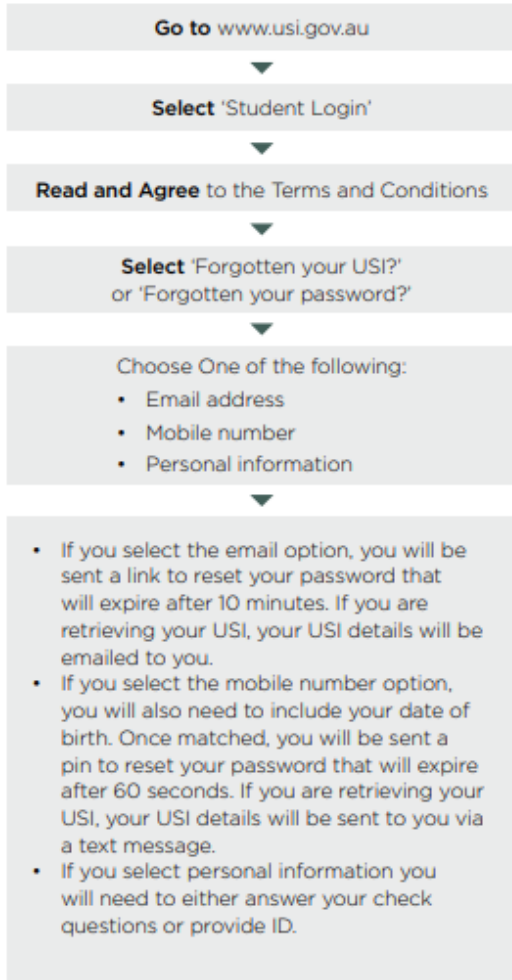 Go to www.usi.gov.au
Select ‘Student Login’
Read and Agree to the Terms and Conditions
Select ‘Forgotten your USI?’
or ‘Forgotten your password?’
Choose One of the following:
• Email address
• Mobile number
• Personal information
• If you select the email option, you will be
sent a link to reset your password that
will expire after 10 minutes. If you are
retrieving your USI, your USI details will be
emailed to you.
• If you select the mobile number option,
you will also need to include your date of
birth. Once matched, you will be sent a
pin to reset your password that will expire
after 60 seconds. If you are retrieving your
USI, your USI details will be sent to you via
a text message.
• If you select personal information you
will need to either answer your check
questions or provide ID.